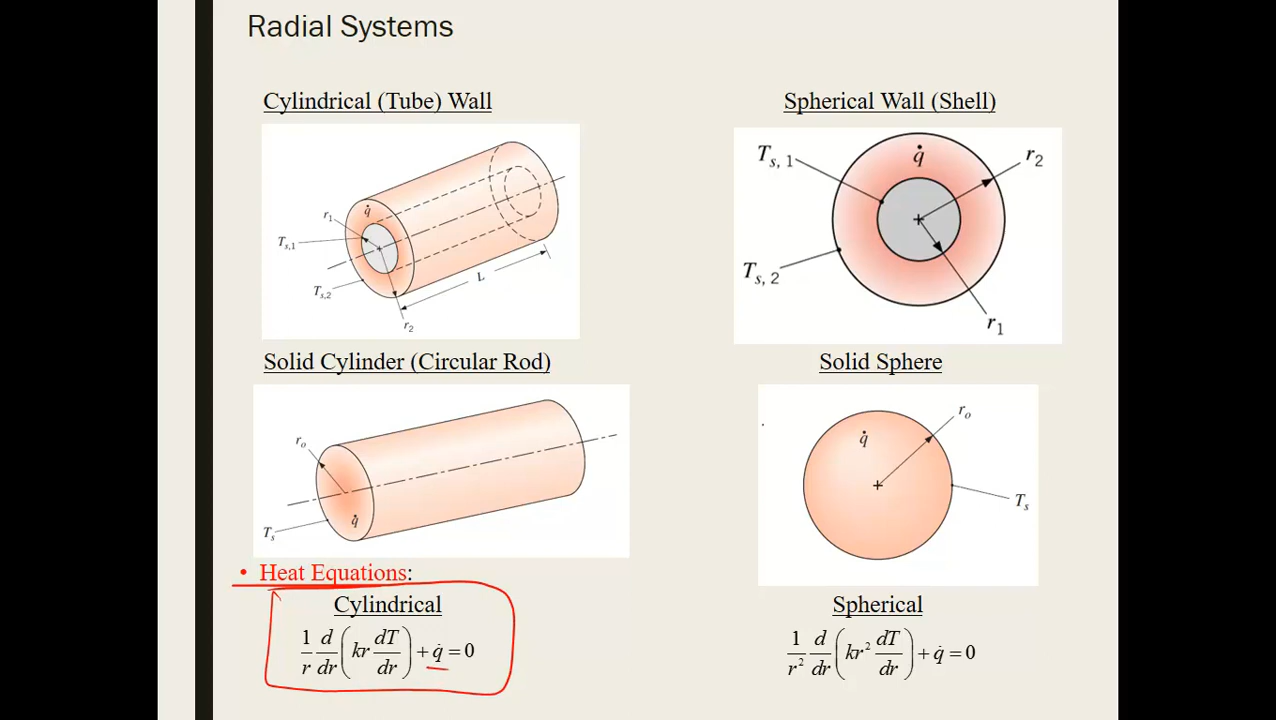 Radial Systems
Cylindrical (Tube) Wall
q̇
r₁
Tₛ,₁
Tₛ,₂
L
r₂
Spherical Wall (Shell)
Tₛ, ₁
q̇
r₂
Tₛ, ₂
r₁
Solid Cylinder (Circular Rod)
rₒ
q̇
Tₛ
Solid Sphere
rₒ
q̇
Tₛ
• Heat Equations:
Cylindrical
1/r d/dr (kr dT/dr) + q̇ = 0
Spherical
1/r² d/dr (kr² dT/dr) + q̇ = 0